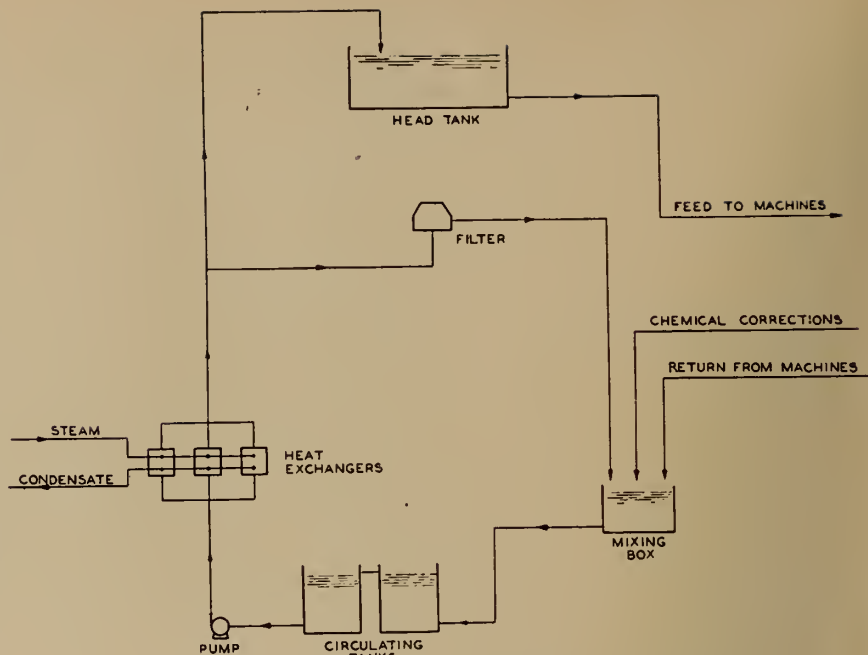 HEAD TANK
FEED TO MACHINES
FILTER
CHEMICAL CORRECTIONS
RETURN FROM MACHINES
STEAM
HEAT
EXCHANGERS
CONDENSATE
MIXING
BOX
PUMP
CIRCULATING
TANKS